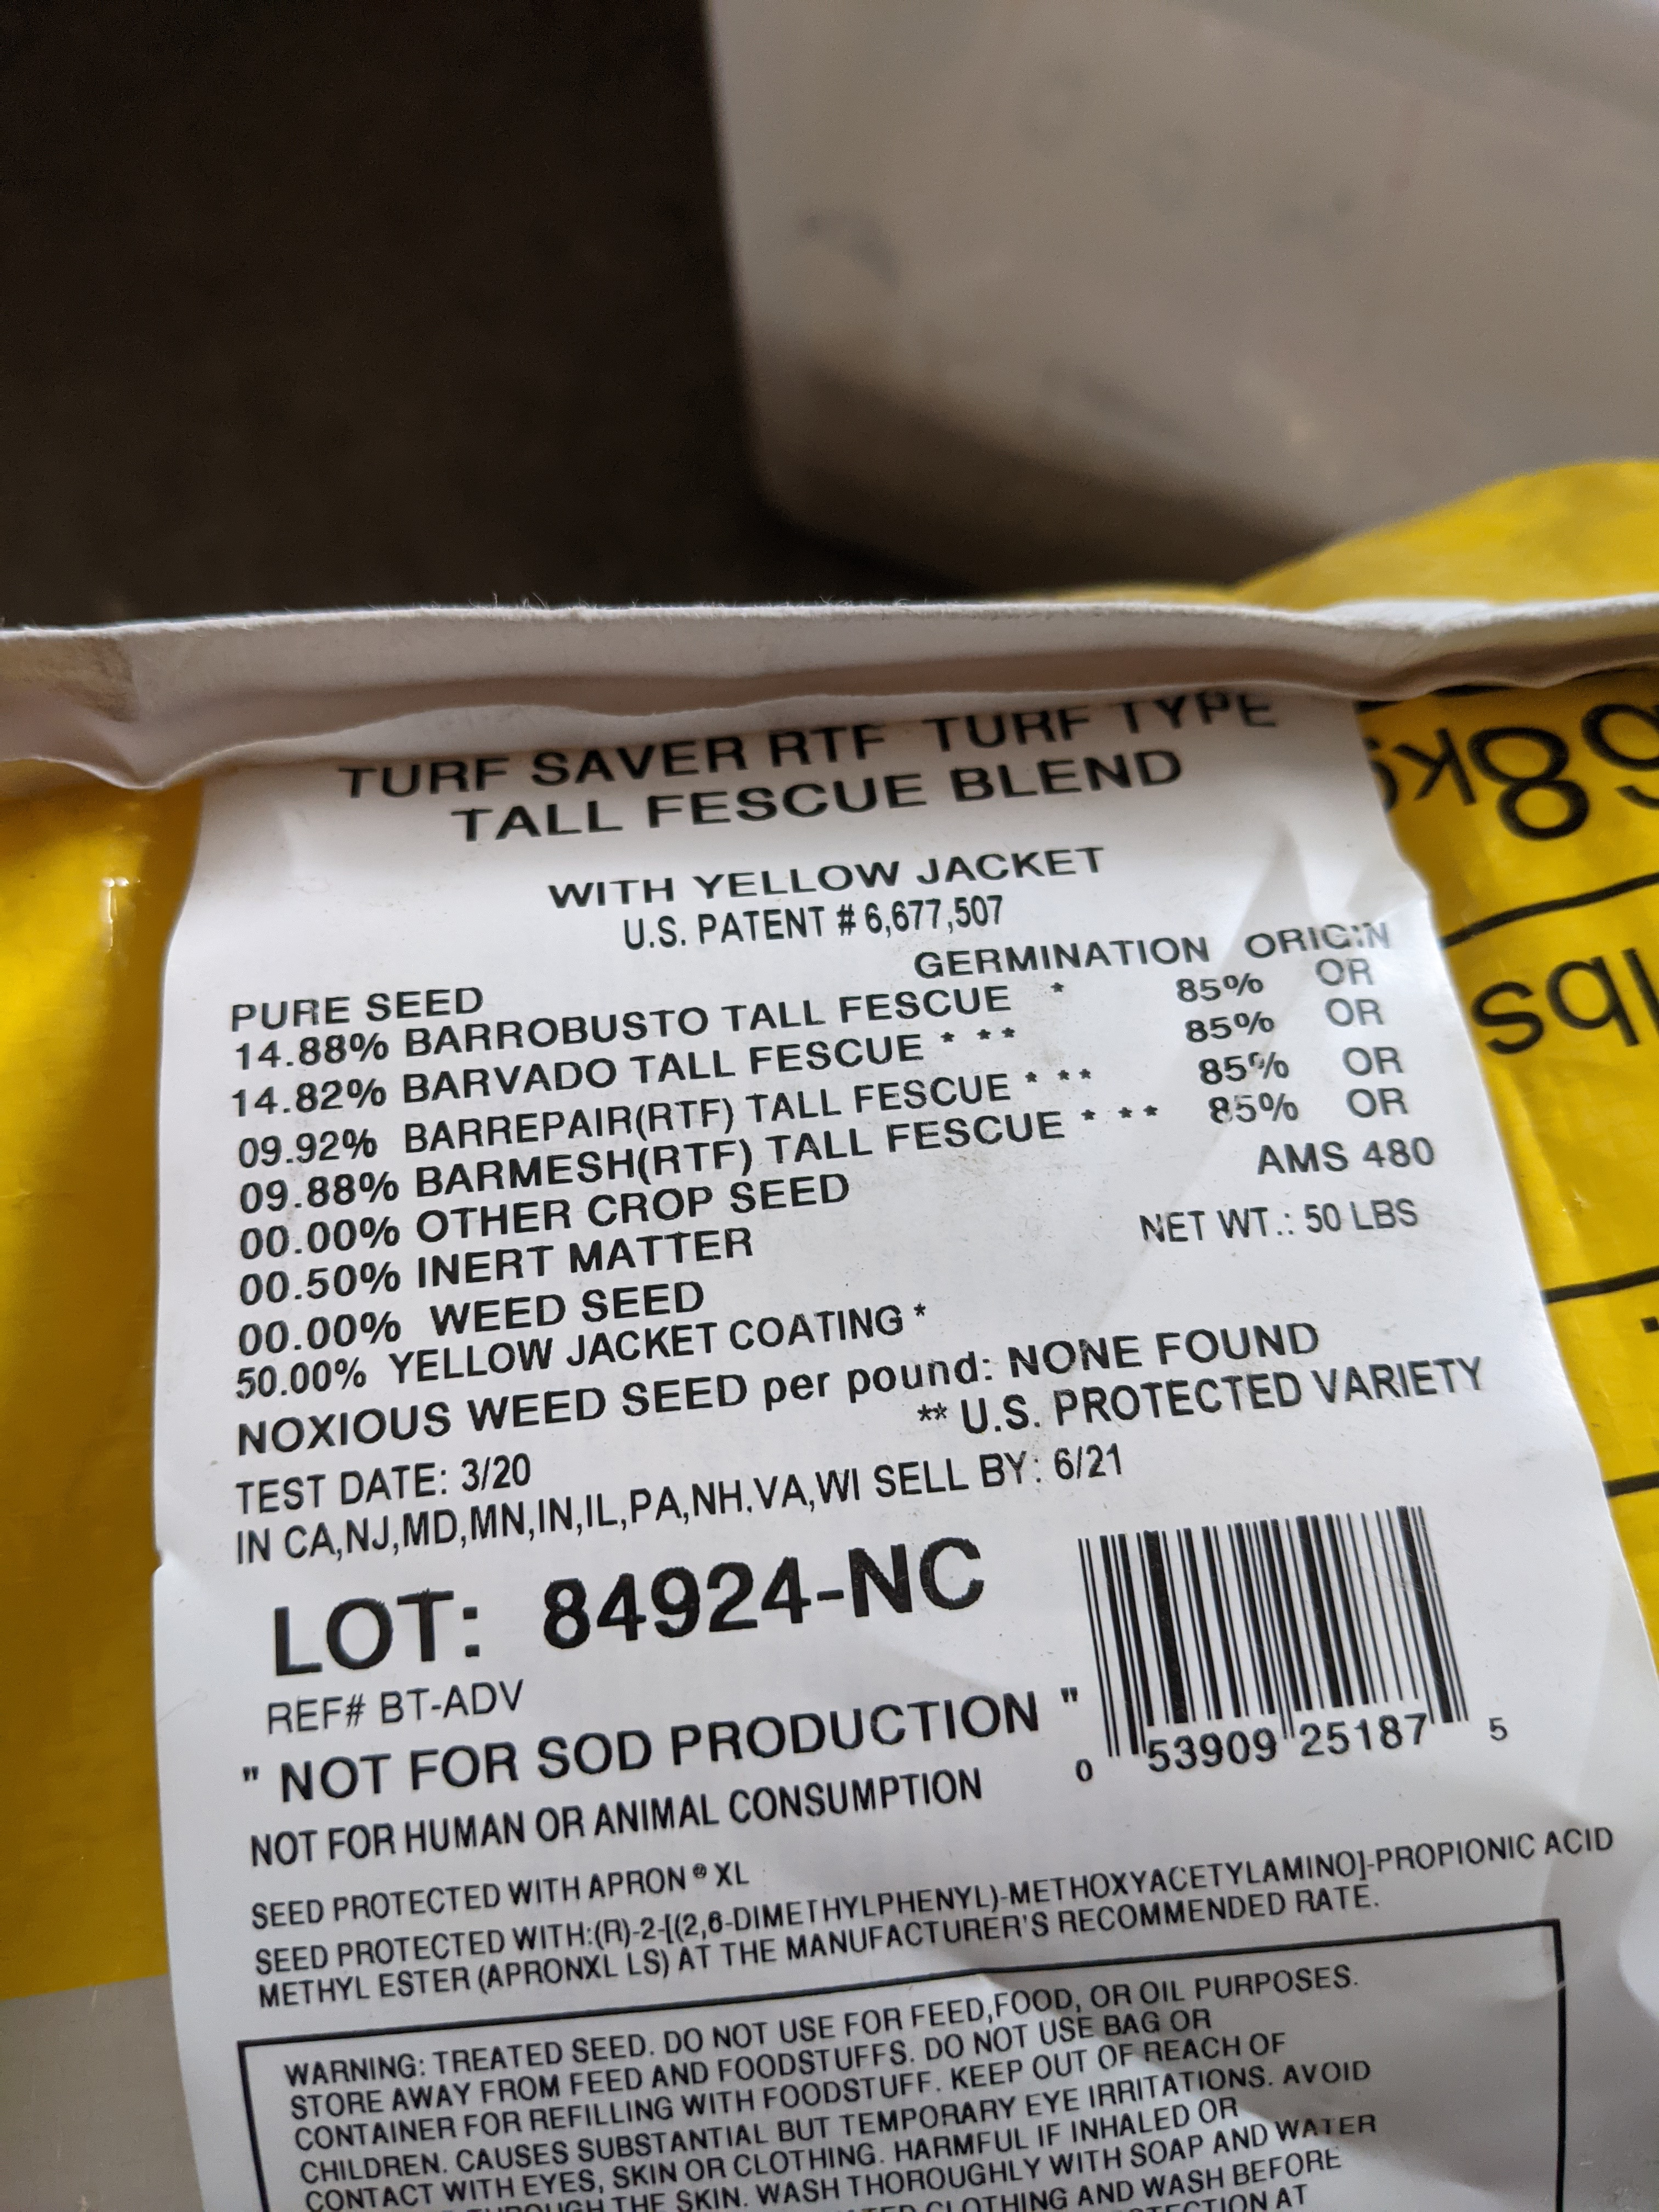 TURF SAVER RTF TURF TYPE
TALL FESCUE BLEND
WITH YELLOW JACKET
U.S. PATENT # 6,677,507
GERMINATION ORIGIN
PURE SEED
14.88% BARROBUSTO TALL FESCUE * 85% OR
14.82% BARVADO TALL FESCUE * ** 85% OR
09.92% BARREPAIR(RTF) TALL FESCUE * ** 85% OR
09.88% BARMESH(RTF) TALL FESCUE * ** 85% OR
00.00% OTHER CROP SEED AMS 480
00.50% INERT MATTER
00.00% WEED SEED NET WT.: 50 LBS
50.00% YELLOW JACKET COATING *
NOXIOUS WEED SEED per pound: NONE FOUND
** U.S. PROTECTED VARIETY
TEST DATE: 3/20
IN CA,NJ,MD,MN,IN,IL,PA,NH.VA,WI SELL BY: 6/21
LOT: 84924-NC
REF# BT-ADV
" NOT FOR SOD PRODUCTION "
0 53909 25187 5
NOT FOR HUMAN OR ANIMAL CONSUMPTION
SEED PROTECTED WITH APRON ® XL
SEED PROTECTED WITH:(R)-2-[(2,6-DIMETHYLPHENYL)-METHOXYACETYLAMINO]-PROPIONIC ACID
METHYL ESTER (APRONXL LS) AT THE MANUFACTURER'S RECOMMENDED RATE.
WARNING: TREATED SEED. DO NOT USE FOR FEED,FOOD, OR OIL PURPOSES.
STORE AWAY FROM FEED AND FOODSTUFFS. DO NOT USE BAG OR
CONTAINER FOR REFILLING WITH FOODSTUFF. KEEP OUT OF REACH OF
CHILDREN. CAUSES SUBSTANTIAL BUT TEMPORARY EYE IRRITATIONS. AVOID
CONTACT WITH EYES, SKIN OR CLOTHING. HARMFUL IF INHALED OR
THROUGH THE SKIN. WASH THOROUGHLY WITH SOAP AND WATER
CLOTHING AND WASH BEFORE
AT
8kg
lbs